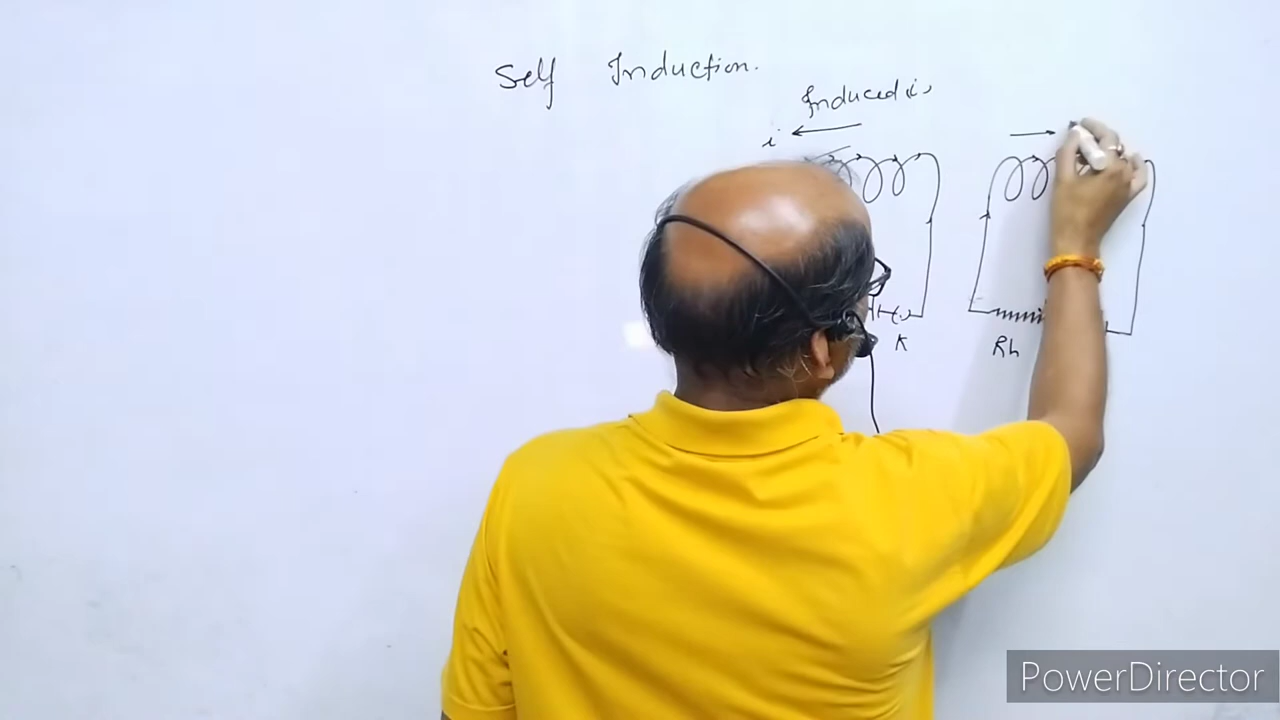 Self Induction.
Induced i,
i
K
Rh
PowerDirector